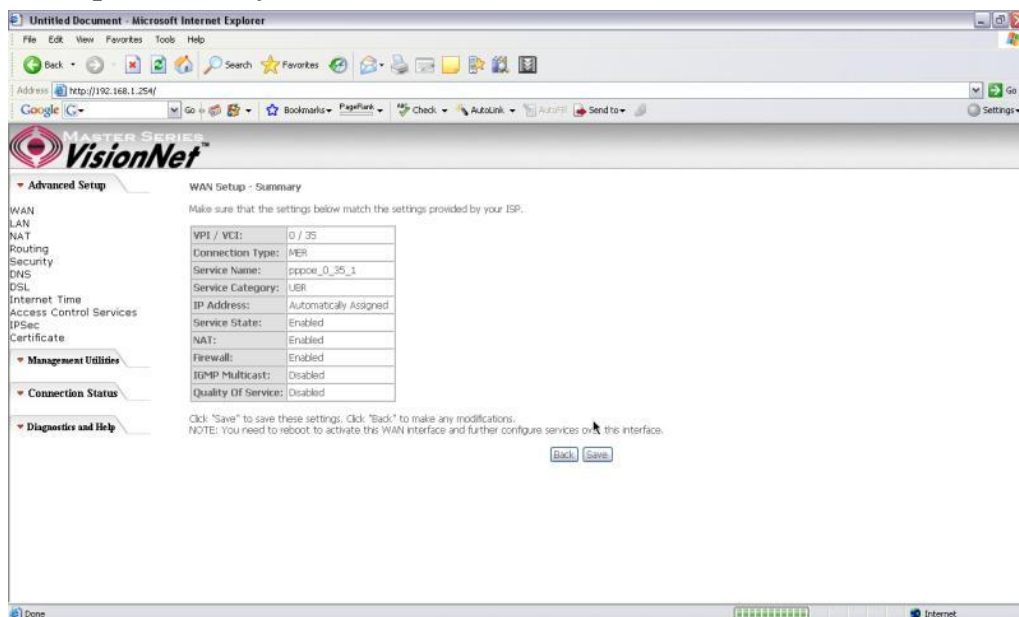 Untitled Document - Microsoft Internet Explorer
File Edit View Favorites Tools Help
Back Search Favorites
Address http://192.168.1.254/ Go
Google G Go Bookmarks PageRank Check AutoLink AutoFill Send to Settings
MASTER SERIES
VisionNet™
Advanced Setup
WAN
LAN
NAT
Routing
Security
DNS
DSL
Internet Time
Access Control Services
IPSec
Certificate
Management Utilities
Connection Status
Diagnostics and Help
WAN Setup - Summary
Make sure that the settings below match the settings provided by your ISP.
VPI / VCI: 0 / 35
Connection Type: MER
Service Name: pppoe_0_35_1
Service Category: UBR
IP Address: Automatically Assigned
Service State: Enabled
NAT: Enabled
Firewall: Enabled
IGMP Multicast: Disabled
Quality Of Service: Disabled
Click "Save" to save these settings. Click "Back" to make any modifications.
NOTE: You need to reboot to activate this WAN interface and further configure services over this interface.
Back Save
Done Internet